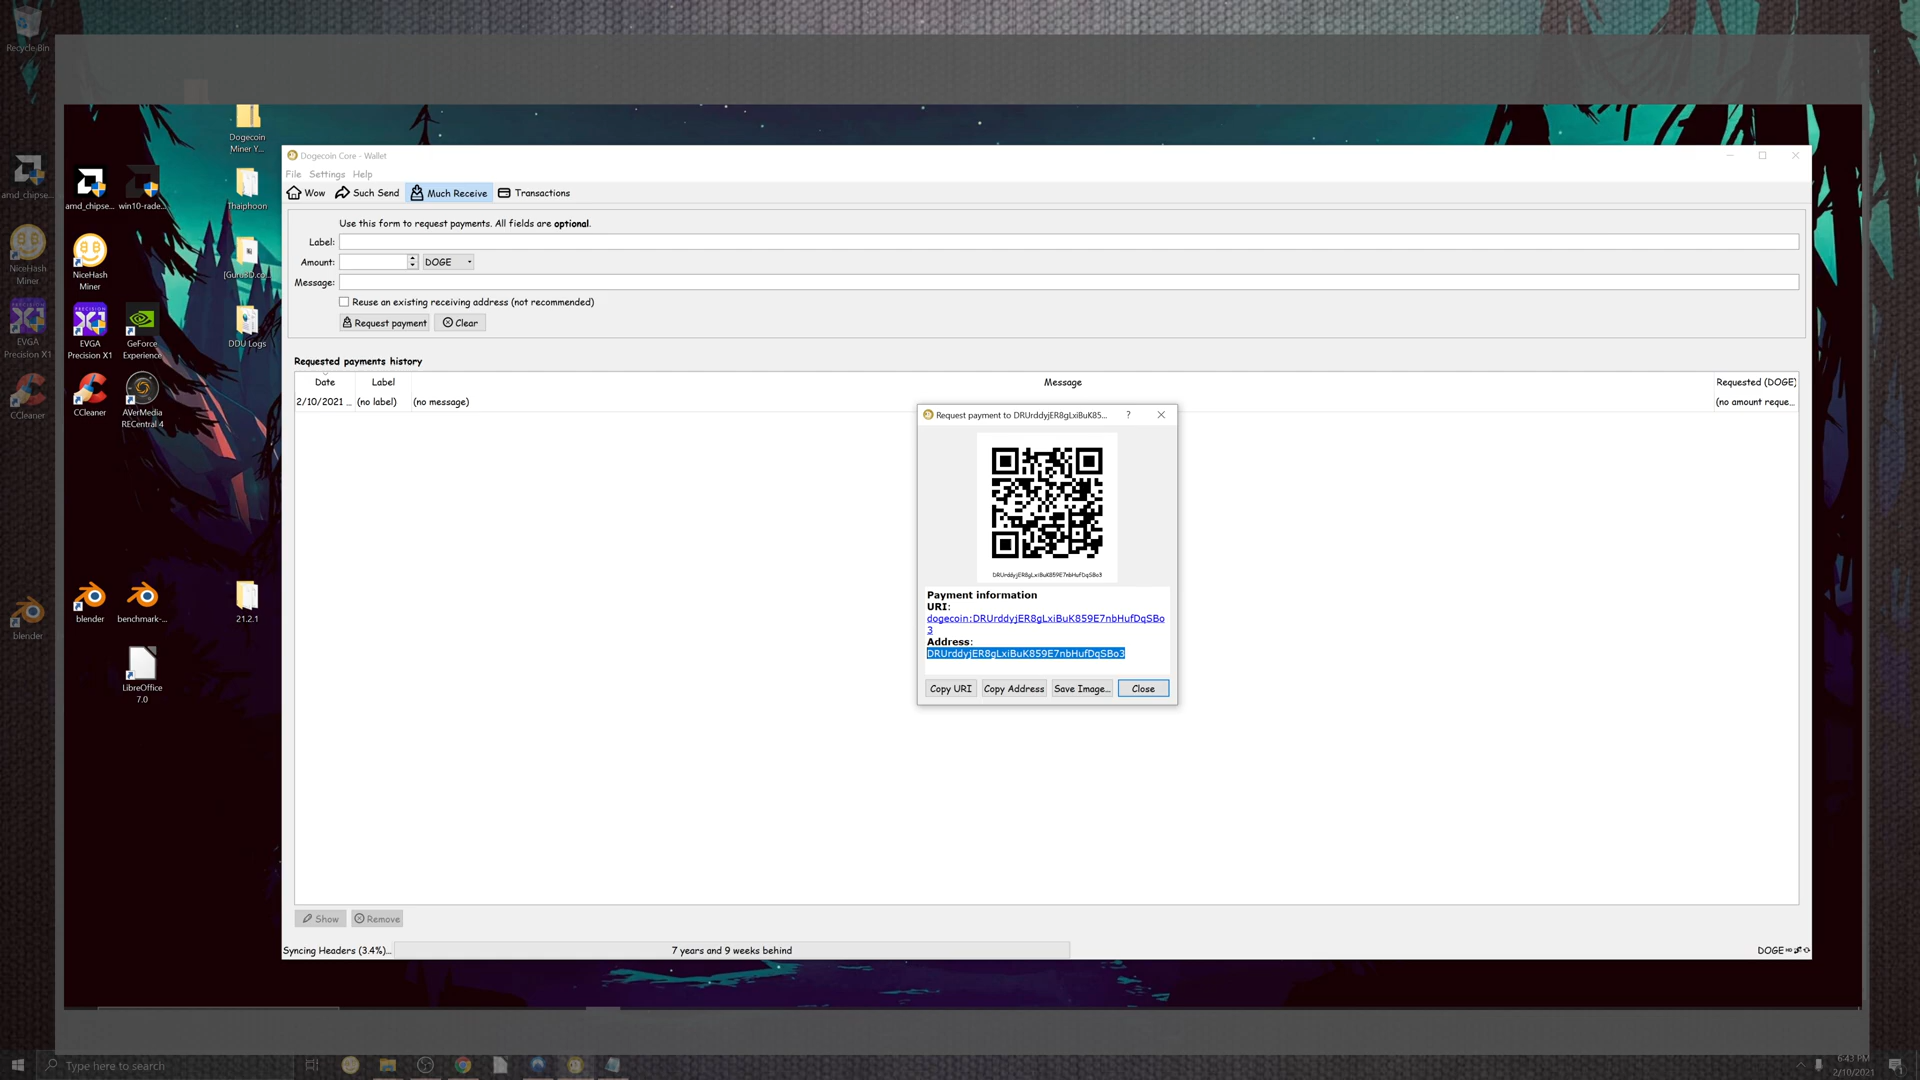 Recycle Bin
amd_chipse...
NiceHash
Miner
EVGA
Precision X1
CCleaner
blender
Dogecoin
Miner Y...
amd_chipse...
win10-rade...
Thaiphoon
NiceHash
Miner
[Guru3D.co...
EVGA
Precision X1
GeForce
Experience
DDU Logs
CCleaner
AVerMedia
RECentral 4
blender
benchmark-...
21.2.1
LibreOffice
7.0
Dogecoin Core - Wallet
File Settings Help
Wow Such Send Much Receive Transactions
Use this form to request payments. All fields are optional.
Label:
Amount: DOGE
Message:
Reuse an existing receiving address (not recommended)
Request payment Clear
Requested payments history
Date Label Message Requested (DOGE)
2/10/2021 ... (no label) (no message) (no amount reque...
Request payment to DRUrddyjER8gLxiBuK85... ?
DRUrddyjER8gLxiBuK859E7nbHufDqSBo3
Payment information
URI:
dogecoin:DRUrddyjER8gLxiBuK859E7nbHufDqSBo
3
Address:
DRUrddyjER8gLxiBuK859E7nbHufDqSBo3
Copy URI Copy Address Save Image... Close
Show Remove
Syncing Headers (3.4%)... 7 years and 9 weeks behind DOGE HD
Type here to search
6:43 PM
2/10/2021